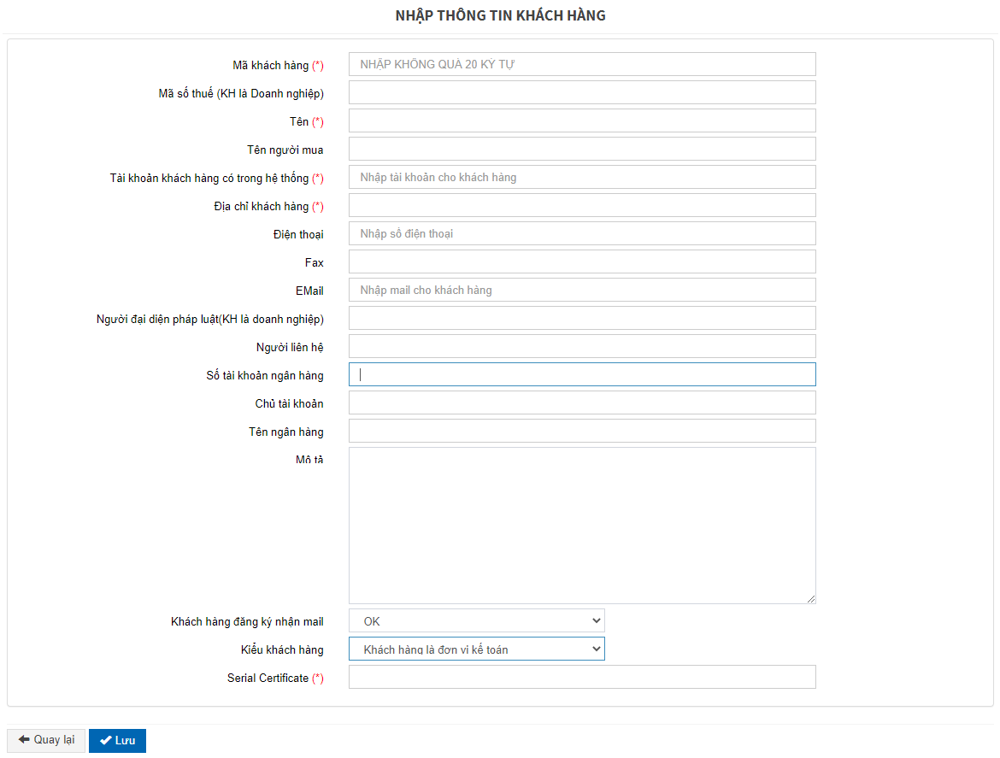 NHẬP THÔNG TIN KHÁCH HÀNG
Mã khách hàng (*) NHẬP KHÔNG QUÁ 20 KÝ TỰ
Mã số thuế (KH là Doanh nghiệp)
Tên (*)
Tên người mua
Tài khoản khách hàng có trong hệ thống (*) Nhập tài khoản cho khách hàng
Địa chỉ khách hàng (*)
Điện thoại Nhập số điện thoại
Fax
EMail Nhập mail cho khách hàng
Người đại diện pháp luật(KH là doanh nghiệp)
Người liên hệ
Số tài khoản ngân hàng
Chủ tài khoản
Tên ngân hàng
Mô tả
Khách hàng đăng ký nhận mail OK
Kiểu khách hàng Khách hàng là đơn vị kế toán
Serial Certificate (*)
Quay lại Lưu